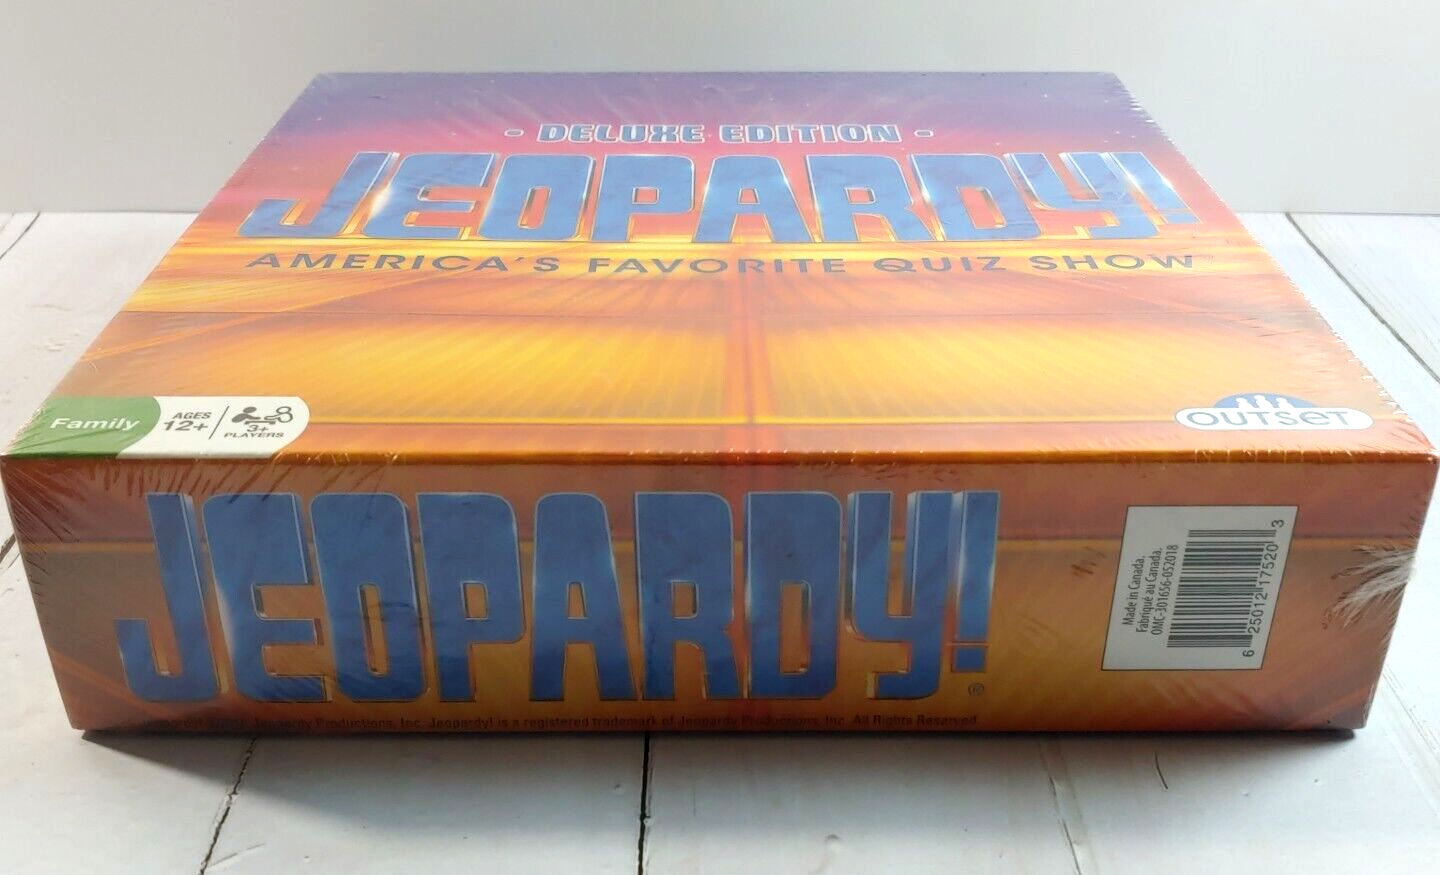 • DELUXE EDITION •
JEOPARDY!
AMERICA'S FAVORITE QUIZ SHOW
Family
AGES
12+
3+
PLAYERS
OUTSET
JEOPARDY!
®
Jeopardy Productions, Inc. Jeopardy! is a registered trademark of Jeopardy Productions, Inc. All Rights Reserved
Made in Canada.
Fabriqué au Canada.
OMC-301656-052018
6 25012 17520 3